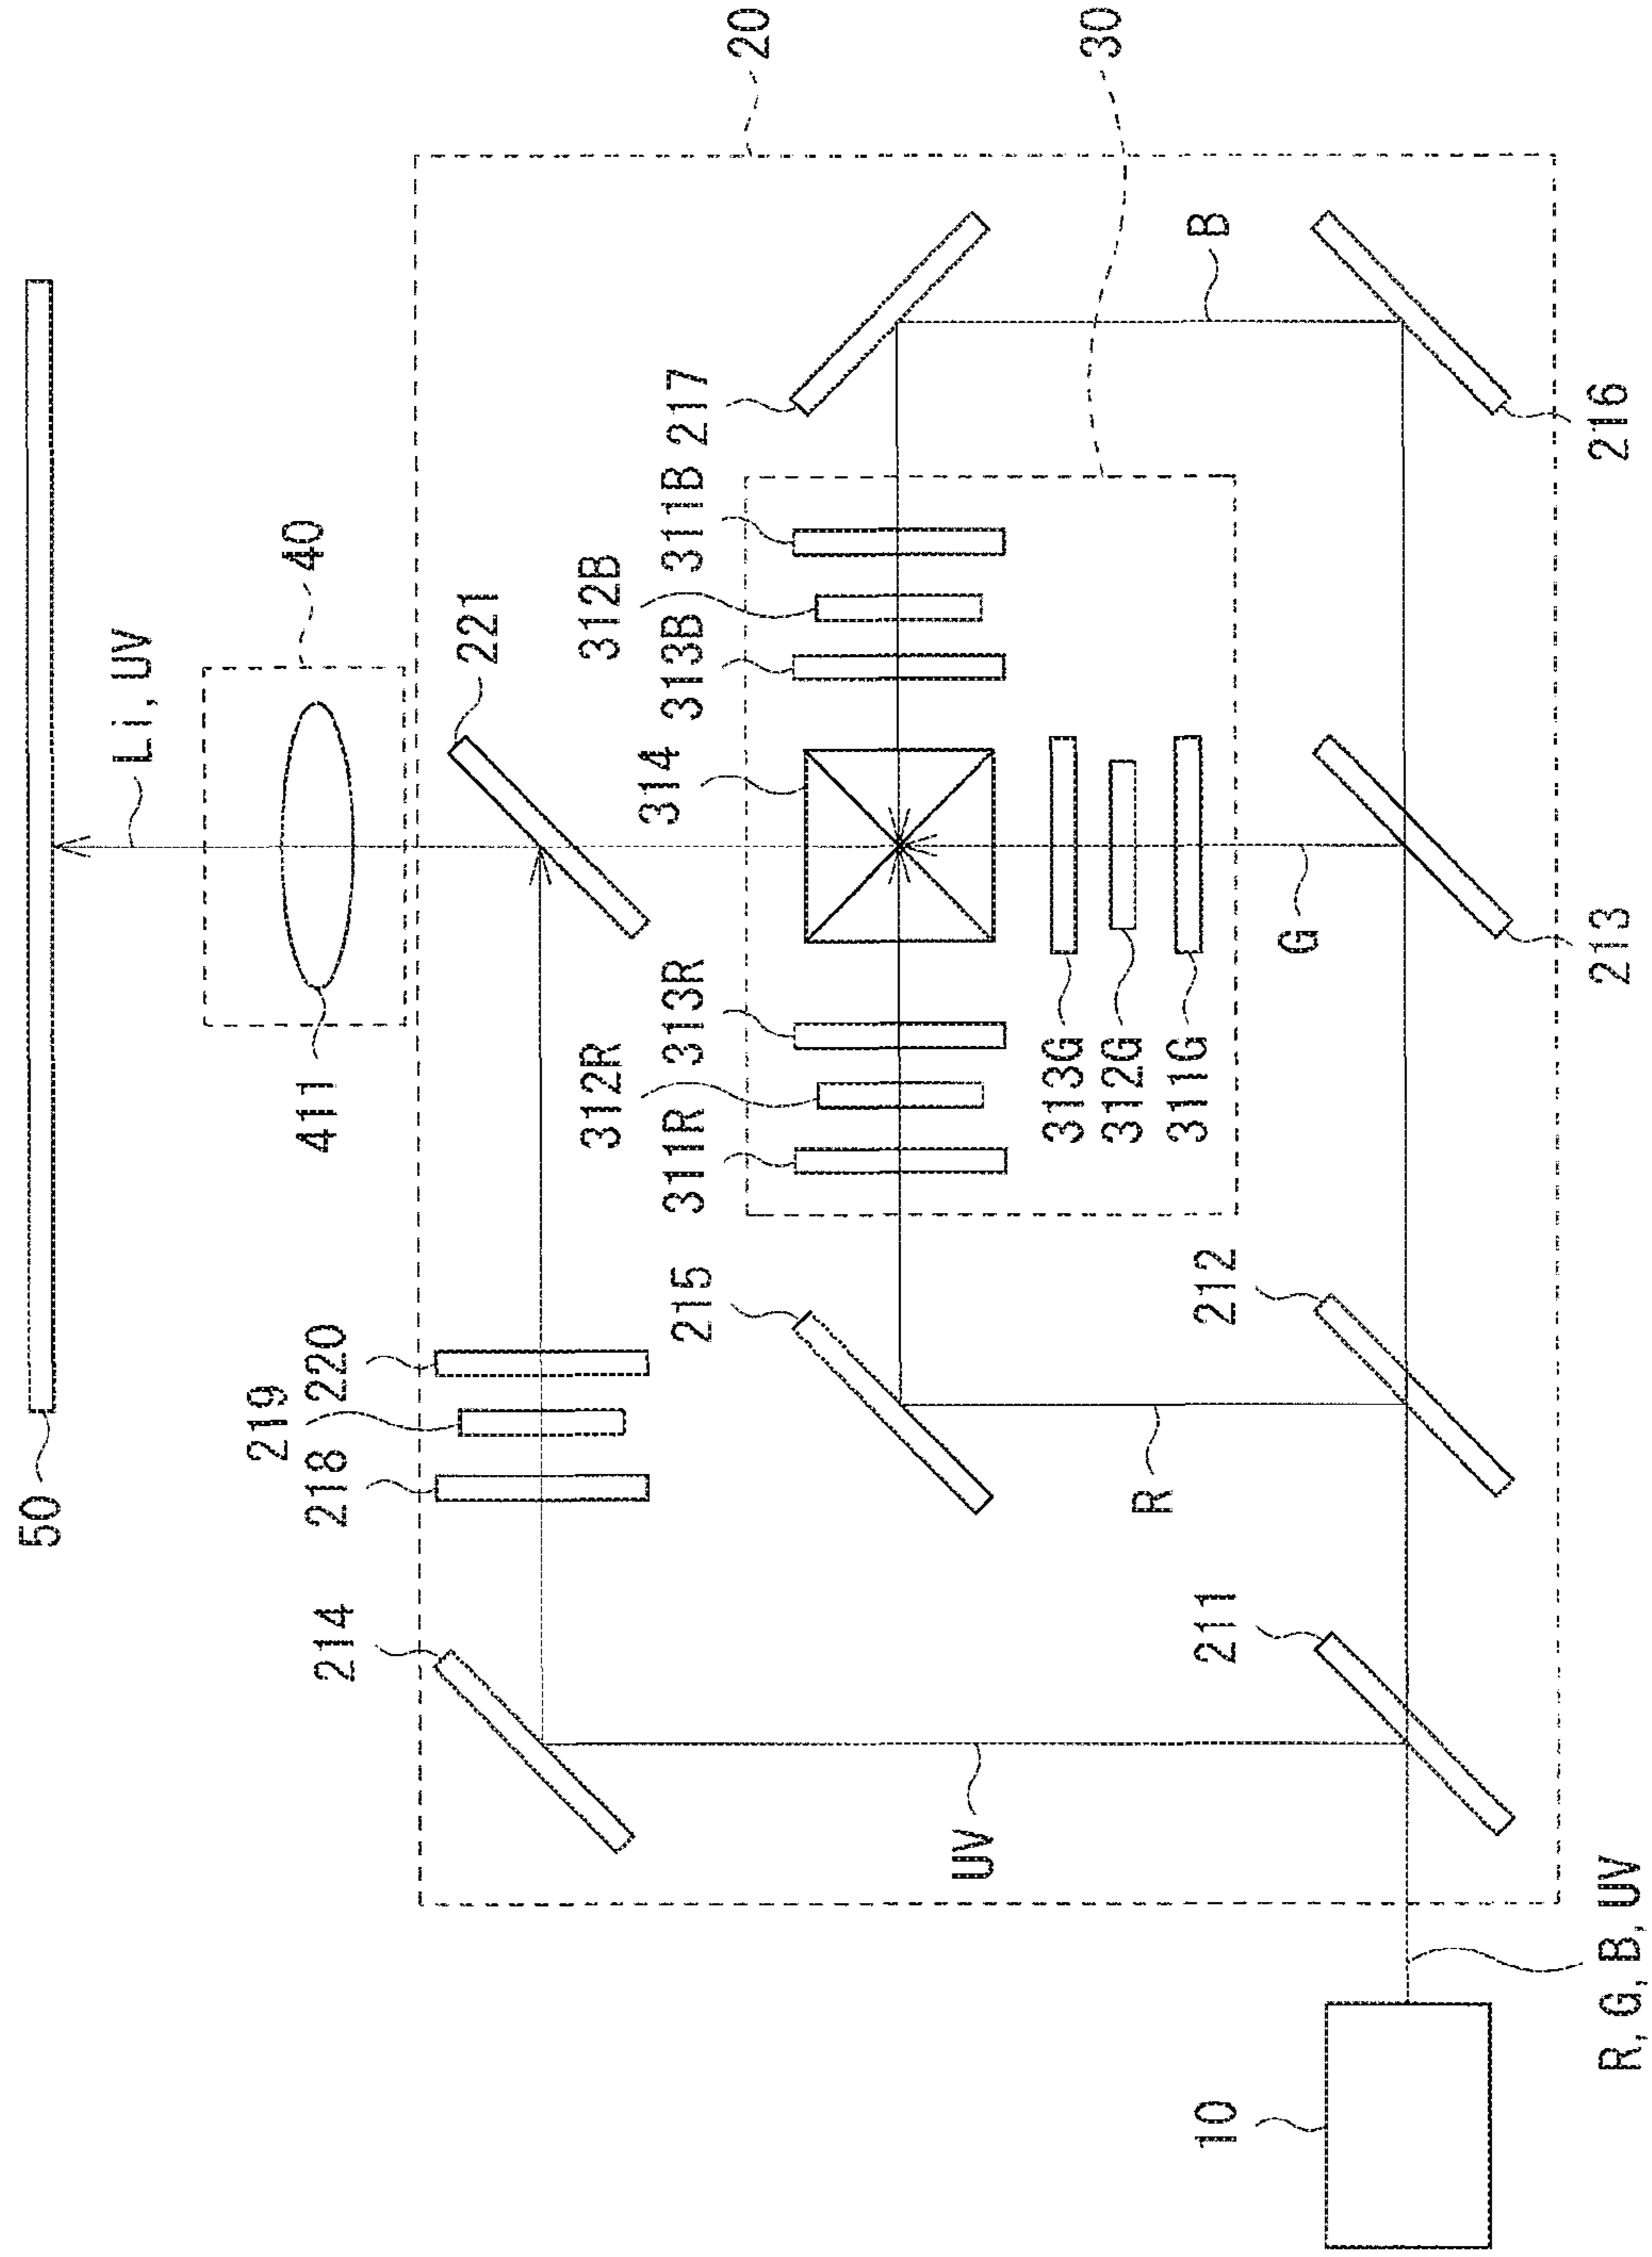 50
Li, UV
40
411
20
30
221
214
218
219
220
215
312R
311R
313R
314
312B
313B
311B
217
B
313G
312G
311G
G
R
UV
211
212
213
216
10
R, G, B, UV